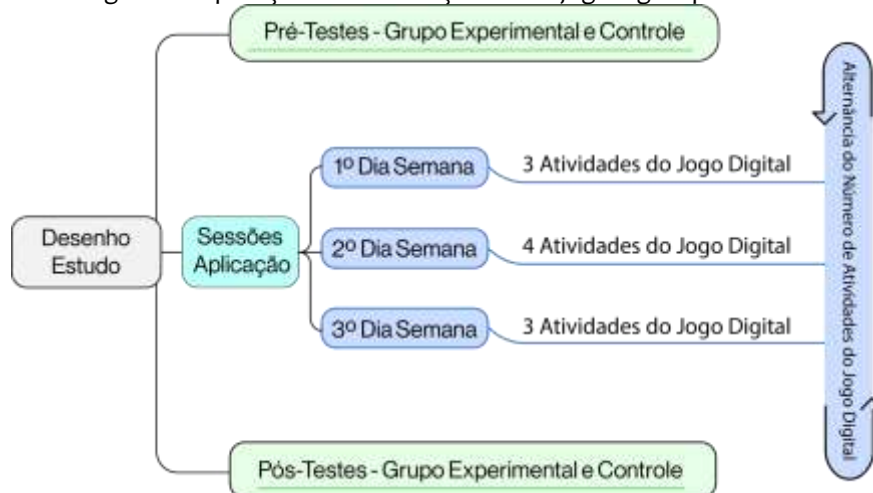 Pré-Testes - Grupo Experimental e Controle
Desenho
Estudo
Sessões
Aplicação
1º Dia Semana
3 Atividades do Jogo Digital
2º Dia Semana
4 Atividades do Jogo Digital
3º Dia Semana
3 Atividades do Jogo Digital
Alternância do Número de Atividades do Jogo Digital
Pós-Testes - Grupo Experimental e Controle